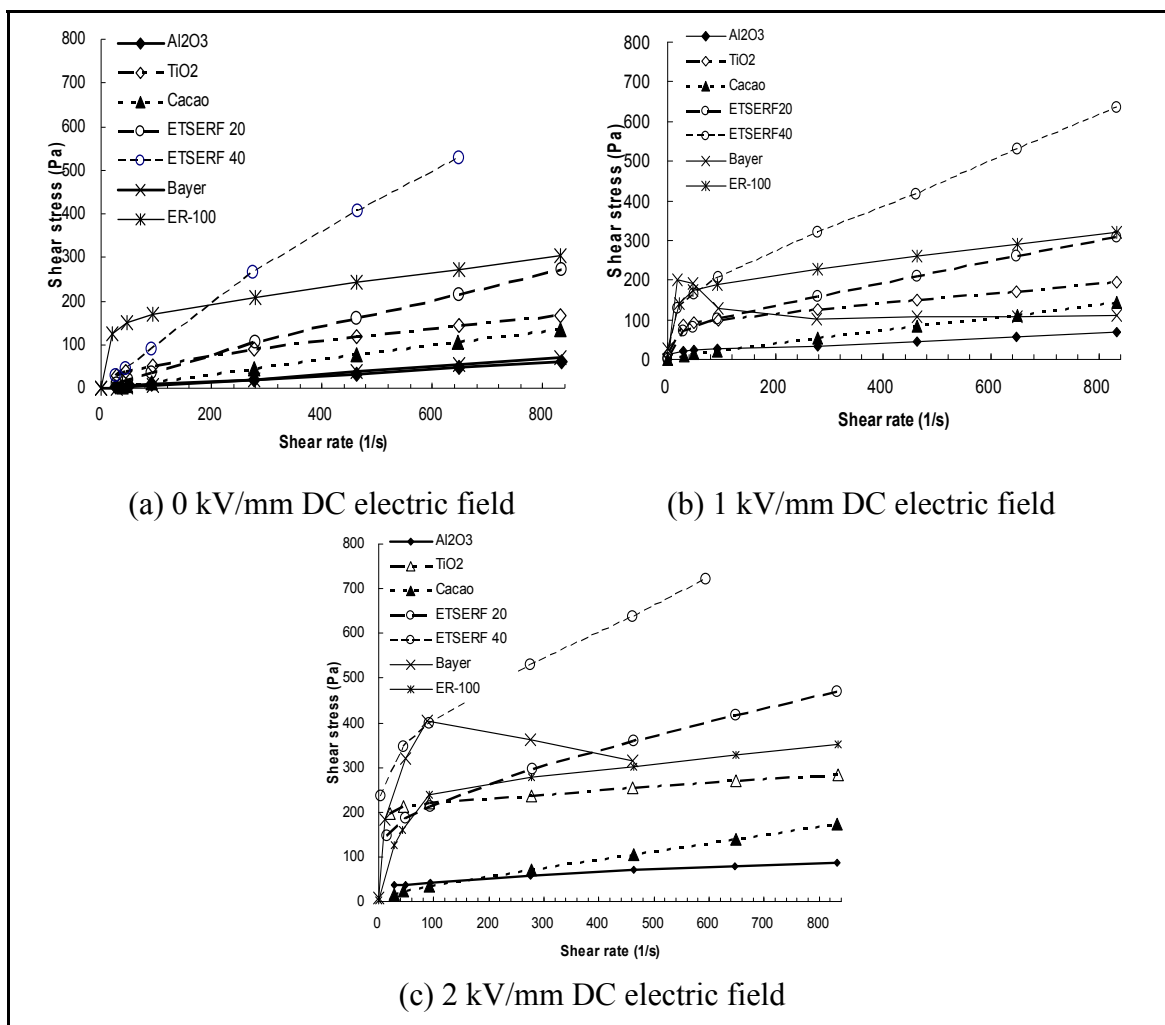 800
700
600
500
400
300
200
100
0
Shear stress (Pa)
Al2O3
TiO2
Cacao
ETSERF 20
ETSERF 40
Bayer
ER-100
0 200 400 600 800
Shear rate (1/s)
(a) 0 kV/mm DC electric field
800
700
600
500
400
300
200
100
0
Shear stress (Pa)
Al2O3
TiO2
Cacao
ETSERF20
ETSERF40
Bayer
ER-100
0 200 400 600 800
Shear rate (1/s)
(b) 1 kV/mm DC electric field
800
700
600
500
400
300
200
100
0
Shear stress (Pa)
Al2O3
TiO2
Cacao
ETSERF 20
ETSERF 40
Bayer
ER-100
0 100 200 300 400 500 600 700 800
Shear rate (1/s)
(c) 2 kV/mm DC electric field